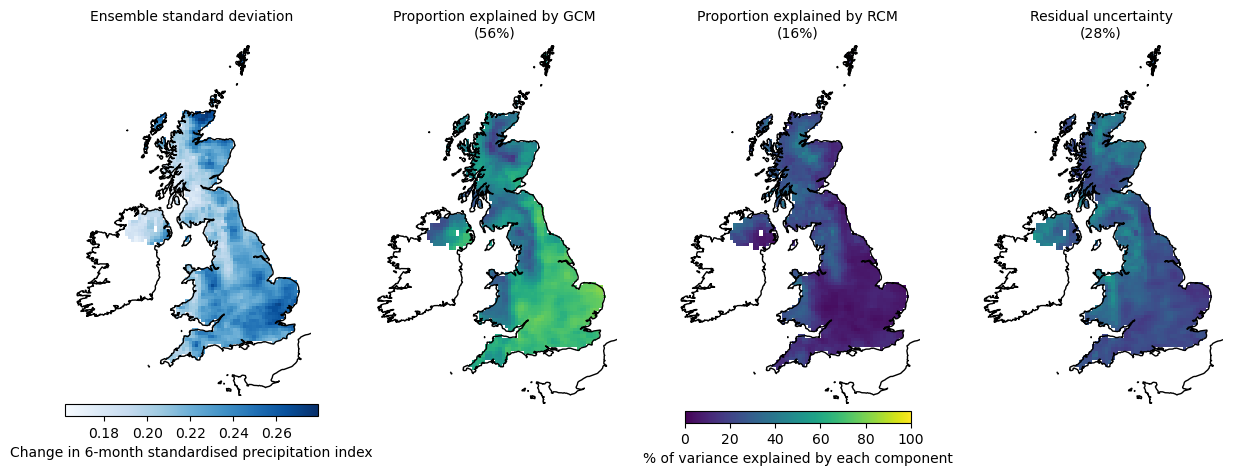 Ensemble standard deviation
Proportion explained by GCM
(56%)
Proportion explained by RCM
(16%)
Residual uncertainty
(28%)
0.18 0.20 0.22 0.24 0.26
Change in 6-month standardised precipitation index
0 20 40 60 80 100
% of variance explained by each component